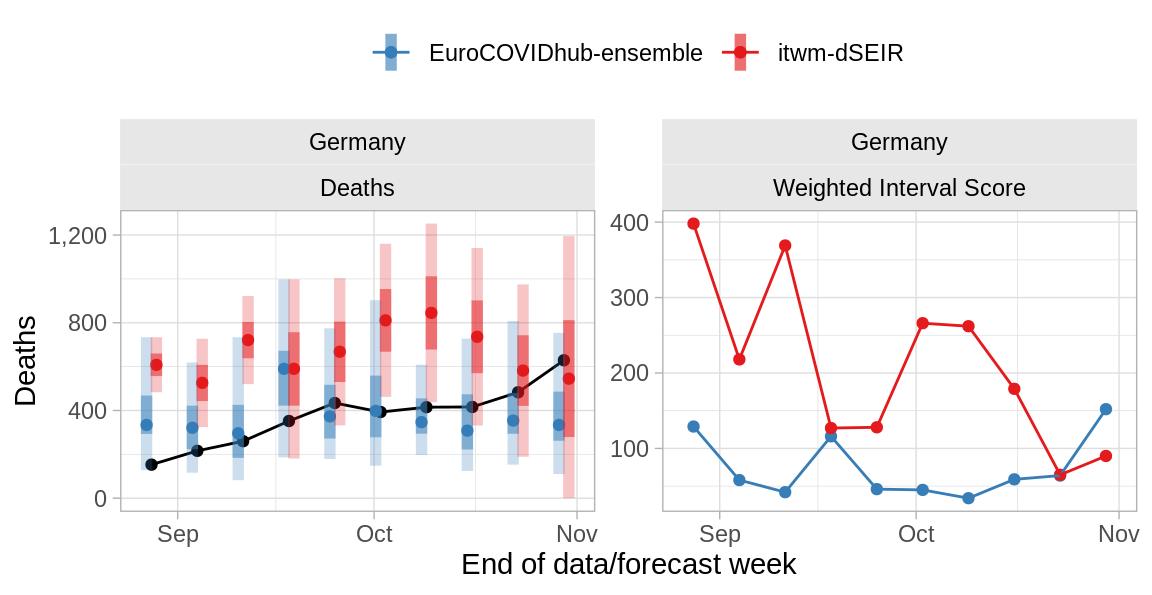 EuroCOVIDhub-ensemble itwm-dSEIR
Germany Germany
Deaths Weighted Interval Score
Deaths
1,200
800
400
0
400
300
200
100
Sep Oct Nov Sep Oct Nov
End of data/forecast week